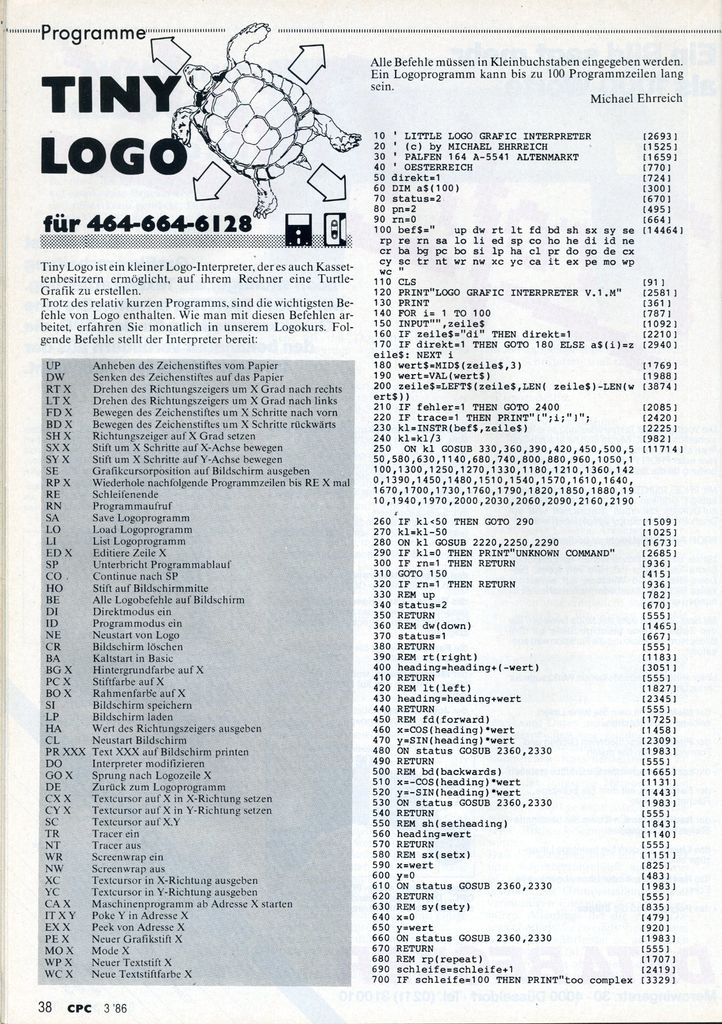 Programme
TINY
LOGO
für 464-664-6128
Tiny Logo ist ein kleiner Logo-Interpreter, der es auch Kasset-
tenbesitzern ermöglicht, auf ihrem Rechner eine Turtle-
Grafik zu erstellen.
Trotz des relativ kurzen Programms, sind die wichtigsten Be-
fehle von Logo enthalten. Wie man mit diesen Befehlen ar-
beitet, erfahren Sie monatlich in unserem Logokurs. Fol-
gende Befehle stellt der Interpreter bereit:
UP Anheben des Zeichenstiftes vom Papier
DW Senken des Zeichenstiftes auf das Papier
RT X Drehen des Richtungszeigers um X Grad nach rechts
LT X Drehen des Richtungszeigers um X Grad nach links
FD X Bewegen des Zeichenstiftes um X Schritte nach vorn
BD X Bewegen des Zeichenstiftes um X Schritte rückwärts
SH X Richtungszeiger auf X Grad setzen
SX X Stift um X Schritte auf X-Achse bewegen
SY X Stift um X Schritte auf Y-Achse bewegen
SE Grafikcursorposition auf Bildschirm ausgeben
RP X Wiederhole nachfolgende Programmzeilen bis RE X mal
RE Schleifenende
RN Programmaufruf
SA Save Logoprogramm
LO Load Logoprogramm
LI List Logoprogramm
ED X Editiere Zeile X
SP Unterbricht Programmablauf
CO . Continue nach SP
HO Stift auf Bildschirmmitte
BE Alle Logobefehle auf Bildschirm
DI Direktmodus ein
ID Programmodus ein
NE Neustart von Logo
CR Bildschirm löschen
BA Kaltstart in Basic
BG X Hintergrundfarbe auf X
PC X Stiftfarbe auf X
BO X Rahmenfarbe auf X
SI Bildschirm speichern
LP Bildschirm laden
HA Wert des Richtungszeigers ausgeben
CL Neustart Bildschirm
PR XXX Text XXX auf Bildschirm printen
DO Interpreter modifizieren
GO X Sprung nach Logozeile X
DE Zurück zum Logoprogramm
CX X Textcursor auf X in X-Richtung setzen
CY X Textcursor auf X in Y-Richtung setzen
SC Textcursor auf X,Y
TR Tracer ein
NT Tracer aus
WR Screenwrap ein
NW Screenwrap aus
XC Textcursor in X-Richtung ausgeben
YC Textcursor in Y-Richtung ausgeben
CA X Maschinenprogramm ab Adresse X starten
IT X Y Poke Y in Adresse X
EX X Peek von Adresse X
PE X Neuer Grafikstift X
MO X Mode X
WP X Neuer Textstift X
WC X Neue Textstiftfarbe X
Alle Befehle müssen in Kleinbuchstaben eingegeben werden.
Ein Logoprogramm kann bis zu 100 Programmzeilen lang
sein.
Michael Ehrreich
10 ' LITTLE LOGO GRAFIC INTERPRETER [2693]
20 ' (c) by MICHAEL EHRREICH [1525]
30 ' PALFEN 164 A-5541 ALTENMARKT [1659]
40 ' OESTERREICH [770]
50 direkt=1 [724]
60 DIM a$(100) [300]
70 status=2 [670]
80 pn=2 [495]
90 rn=0 [664]
100 bef$=" up dw rt lt fd bd sh sx sy se [14464]
rp re rn sa lo li ed sp co ho he di id ne
cr ba bg pc bo si lp ha cl pr do go de cx
cy sc tr nt wr nw xc yc ca it ex pe mo wp
wc "
110 CLS [91]
120 PRINT"LOGO GRAFIC INTERPRETER V.1.M" [2581]
130 PRINT [361]
140 FOR i= 1 TO 100 [787]
150 INPUT"",zeile$ [1092]
160 IF zeile$="di" THEN direkt=1 [2210]
170 IF direkt=1 THEN GOTO 180 ELSE a$(i)=z [2940]
eile$: NEXT i
180 wert$=MID$(zeile$,3) [1769]
190 wert=VAL(wert$) [1988]
200 zeile$=LEFT$(zeile$,LEN( zeile$)-LEN(w [3874]
ert$))
210 IF fehler=1 THEN GOTO 2400 [2085]
220 IF trace=1 THEN PRINT"[";i;"]"; [2420]
230 kl=INSTR(bef$,zeile$) [2225]
240 kl=kl/3 [982]
250 ON kl GOSUB 330,360,390,420,450,500,5 [11714]
50,580,630,1140,680,740,800,880,960,1050,1
100,1300,1250,1270,1330,1180,1210,1360,142
0,1390,1450,1480,1510,1540,1570,1610,1640,
1670,1700,1730,1760,1790,1820,1850,1880,19
10,1940,1970,2000,2030,2060,2090,2160,2190
260 IF kl<50 THEN GOTO 290 [1509]
270 kl=kl-50 [1025]
280 ON kl GOSUB 2220,2250,2290 [1673]
290 IF kl=0 THEN PRINT"UNKNOWN COMMAND" [2685]
300 IF rn=1 THEN RETURN [936]
310 GOTO 150 [415]
320 IF rn=1 THEN RETURN [936]
330 REM up [782]
340 status=2 [670]
350 RETURN [555]
360 REM dw(down) [1465]
370 status=1 [667]
380 RETURN [555]
390 REM rt(right) [1183]
400 heading=heading+(-wert) [3051]
410 RETURN [555]
420 REM lt(left) [1827]
430 heading=heading+wert [2345]
440 RETURN [555]
450 REM fd(forward) [1725]
460 x=COS(heading)*wert [1458]
470 y=SIN(heading)*wert [2309]
480 ON status GOSUB 2360,2330 [1983]
490 RETURN [555]
500 REM bd(backwards) [1665]
510 x=-COS(heading)*wert [1131]
520 y=-SIN(heading)*wert [1443]
530 ON status GOSUB 2360,2330 [1983]
540 RETURN [555]
550 REM sh(setheading) [1843]
560 heading=wert [1140]
570 RETURN [555]
580 REM sx(setx) [1151]
590 x=wert [825]
600 y=0 [483]
610 ON status GOSUB 2360,2330 [1983]
620 RETURN [555]
630 REM sy(sety) [835]
640 x=0 [479]
650 y=wert [920]
660 ON status GOSUB 2360,2330 [1983]
670 RETURN [555]
680 REM rp(repeat) [1707]
690 schleife=schleife+1 [2419]
700 IF schleife=100 THEN PRINT"too complex [3329]
38 CPC 3'86